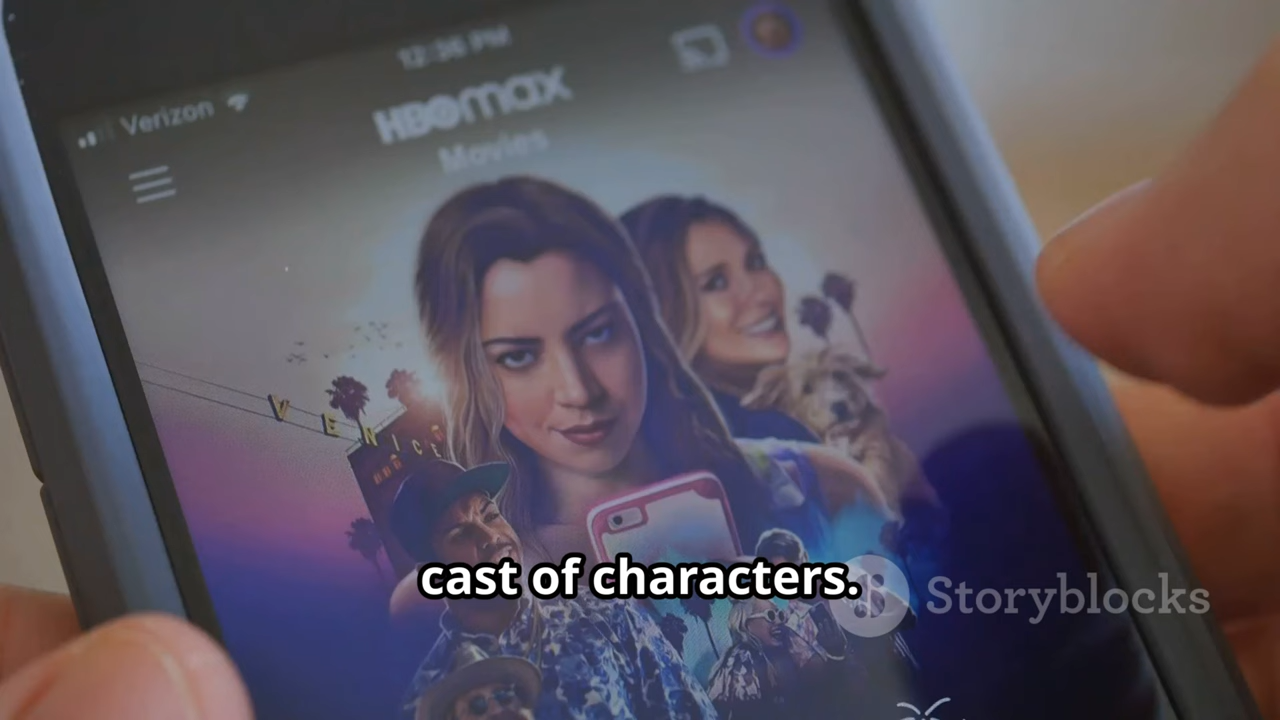 12:36 PM
Verizon
HBOmax
Movies
VENICE
cast of characters.
Storyblocks